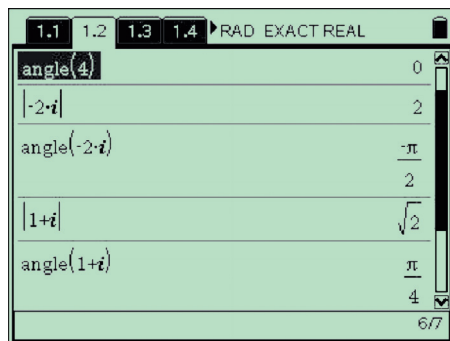 1.1 1.2 1.3 1.4 RAD EXACT REAL
angle(4) 0
|-2·i| 2
angle(-2·i) -π/2
|1+i| √2
angle(1+i) π/4
6/7